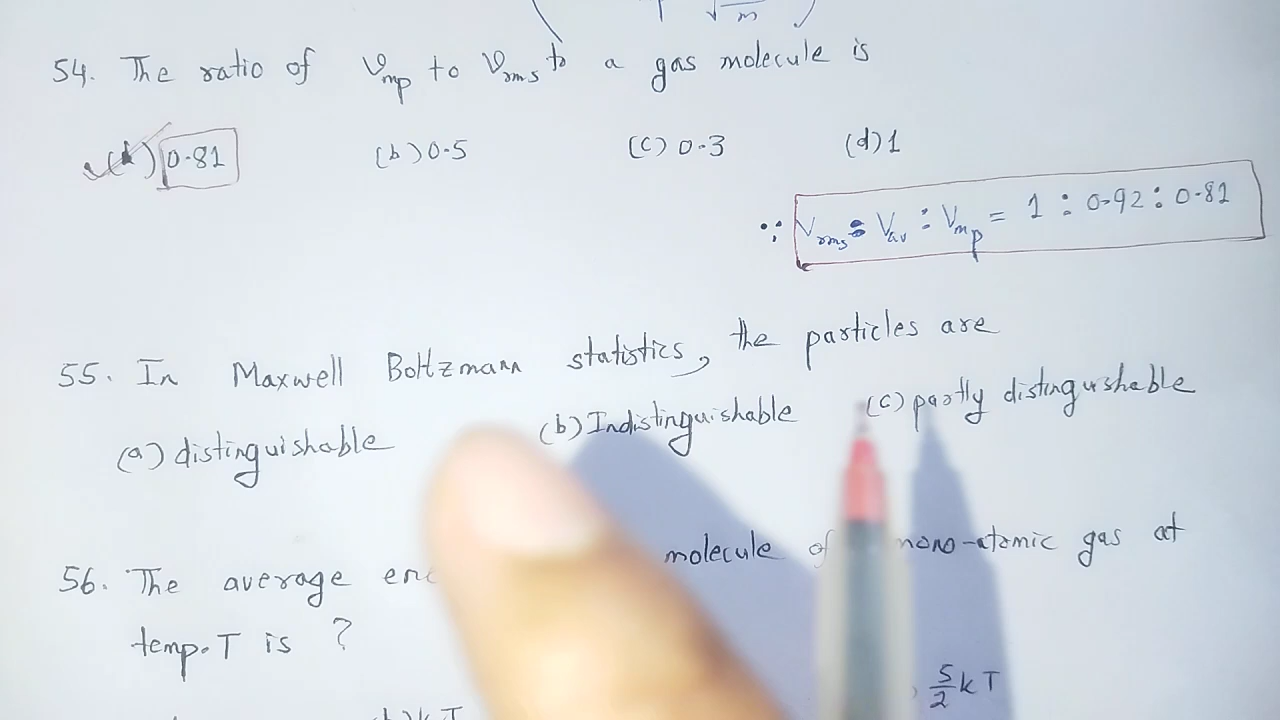 √m
54. The ratio of Vmp to Vrms to a gas molecule is
(a) 0.81 (b) 0.5 (c) 0.3 (d) 1
∵ Vrms : Vav : Vmp = 1 : 0.92 : 0.81
55. In Maxwell Boltzmann statistics, the particles are
(a) distinguishable (b) Indistinguishable (c) partly distinguishable
56. The average molecule of mono-atomic gas at
temp. T is ?
(b) kT 5/2 kT